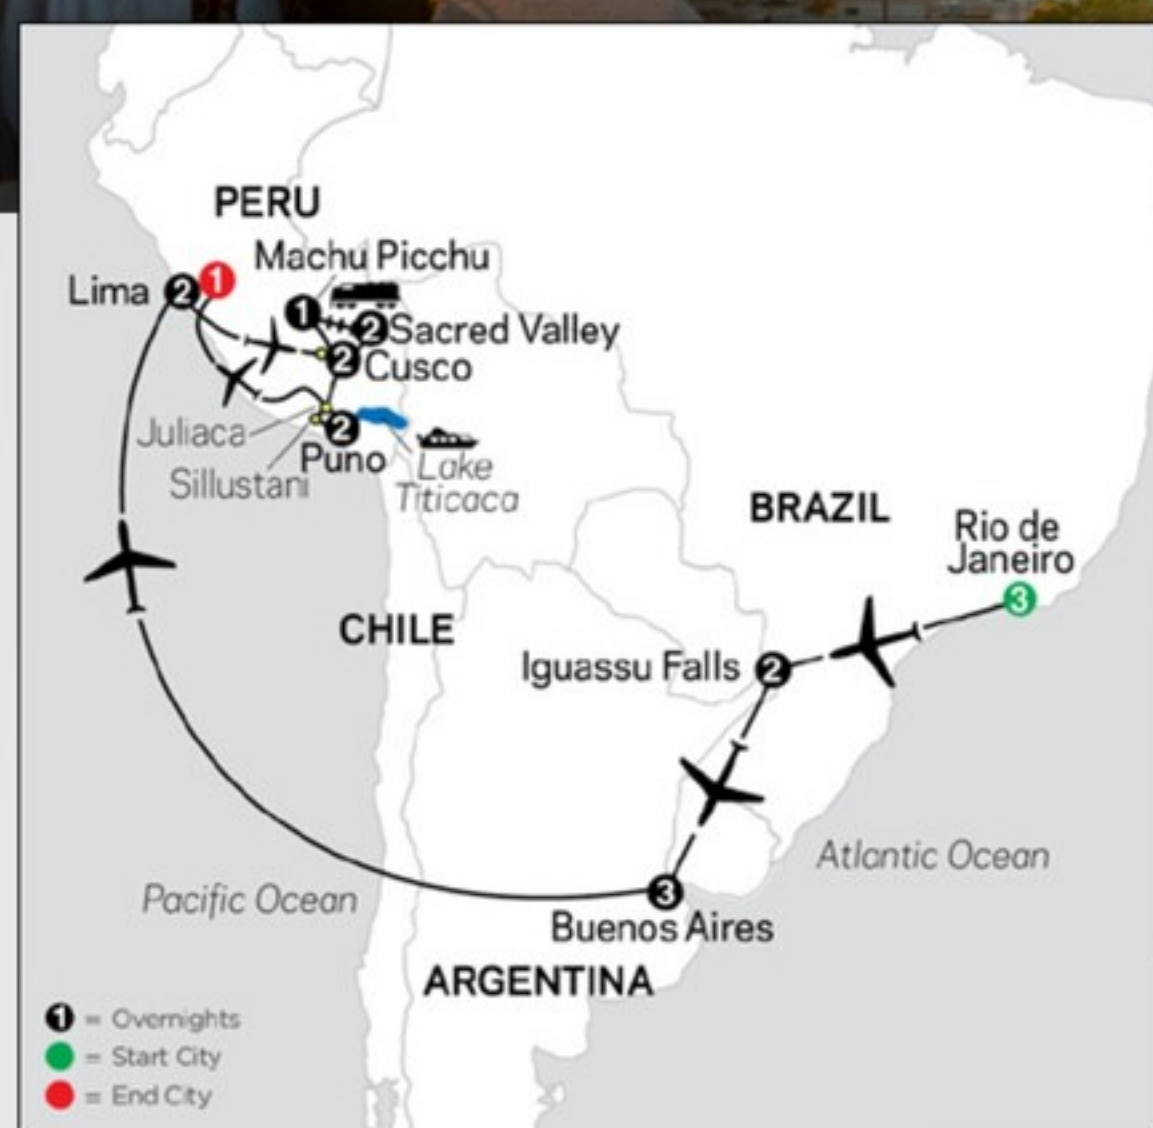 PERU
Machu Picchu
Lima 2 1
1
2 Sacred Valley
2 Cusco
Juliaca
2
Puno
Sillustani
Lake
Titicaca
BRAZIL
Rio de
Janeiro
3
CHILE
Iguassu Falls 2
Atlantic Ocean
Pacific Ocean
3
Buenos Aires
ARGENTINA
1 = Overnights
= Start City
= End City